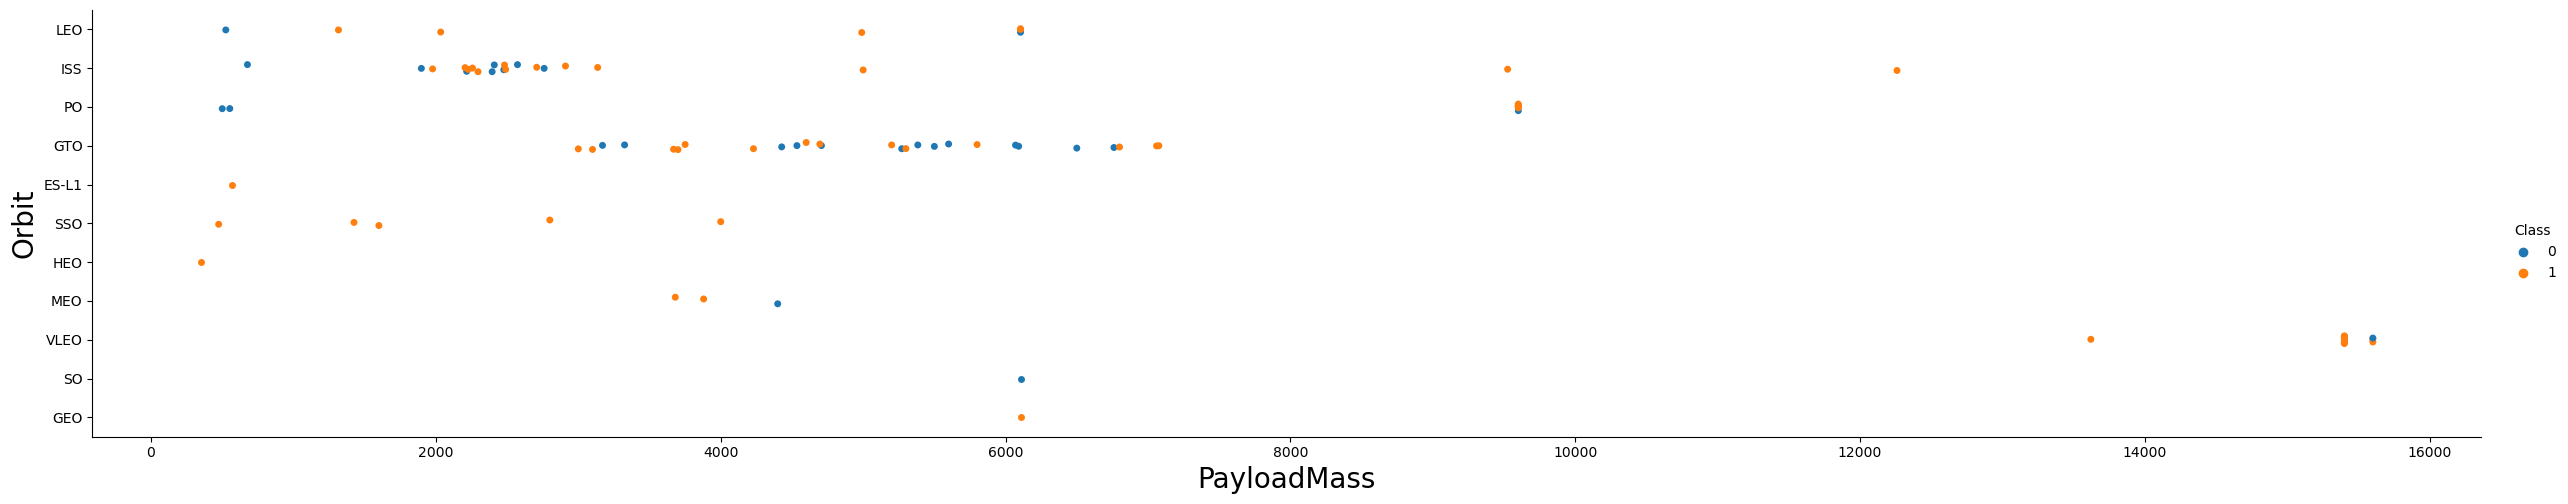 LEO
ISS
PO
GTO
ES-L1
SSO
HEO
MEO
VLEO
SO
GEO
Orbit
0 2000 4000 6000 8000 10000 12000 14000 16000
PayloadMass
Class
0
1